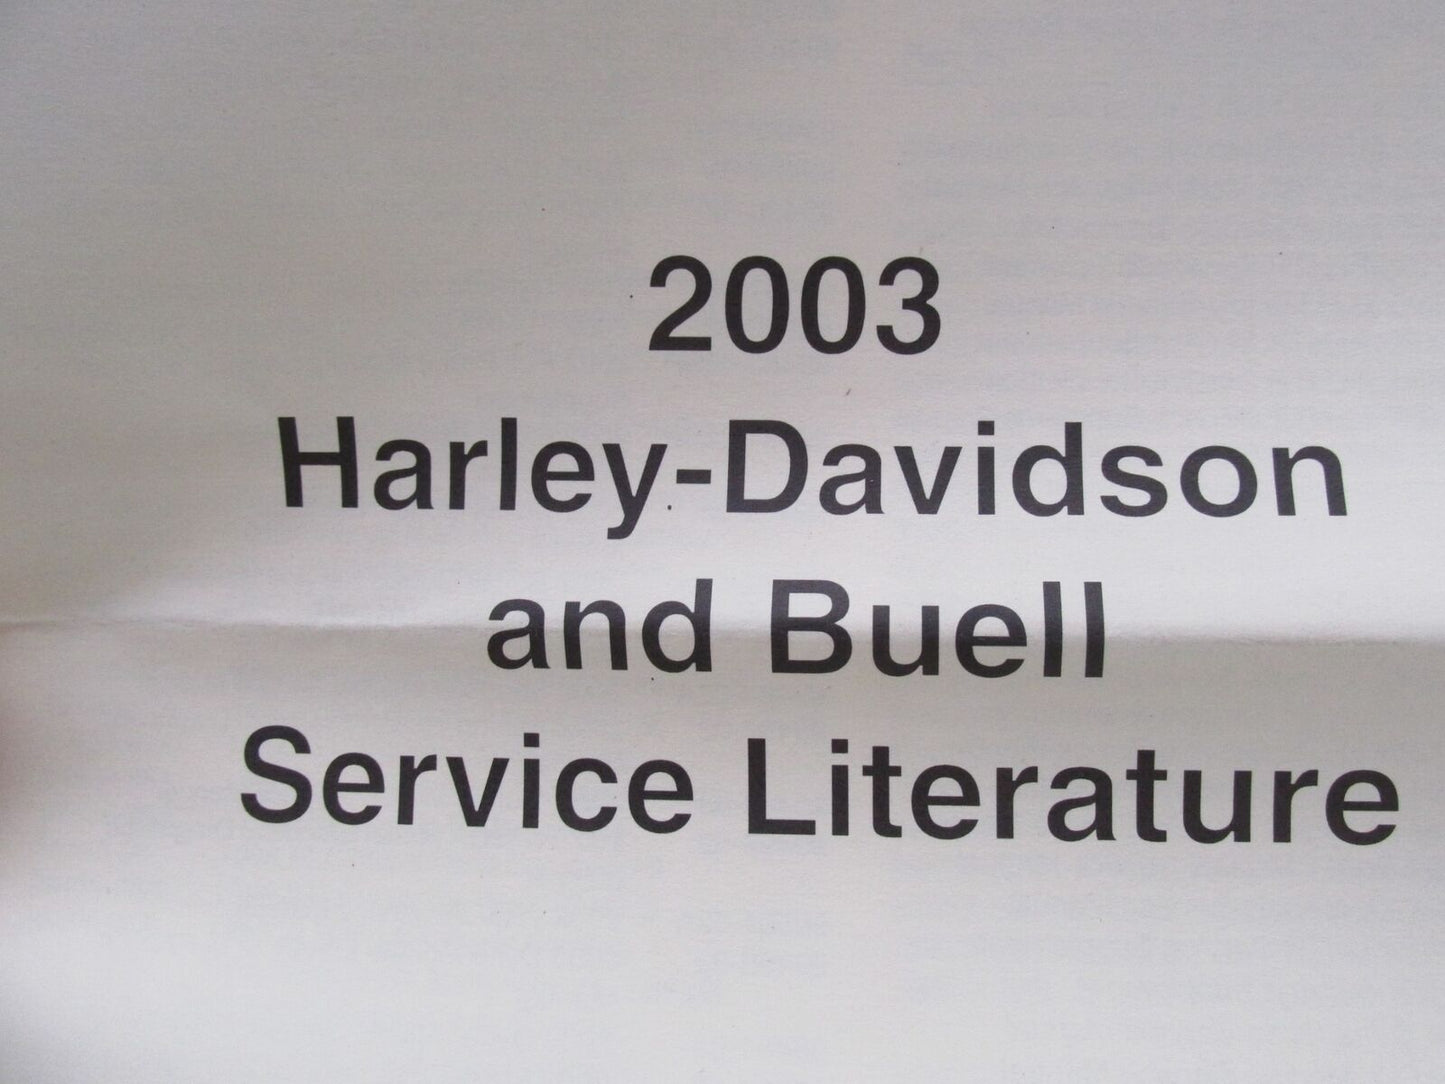 2003
Harley-Davidson
and Buell
Service Literature